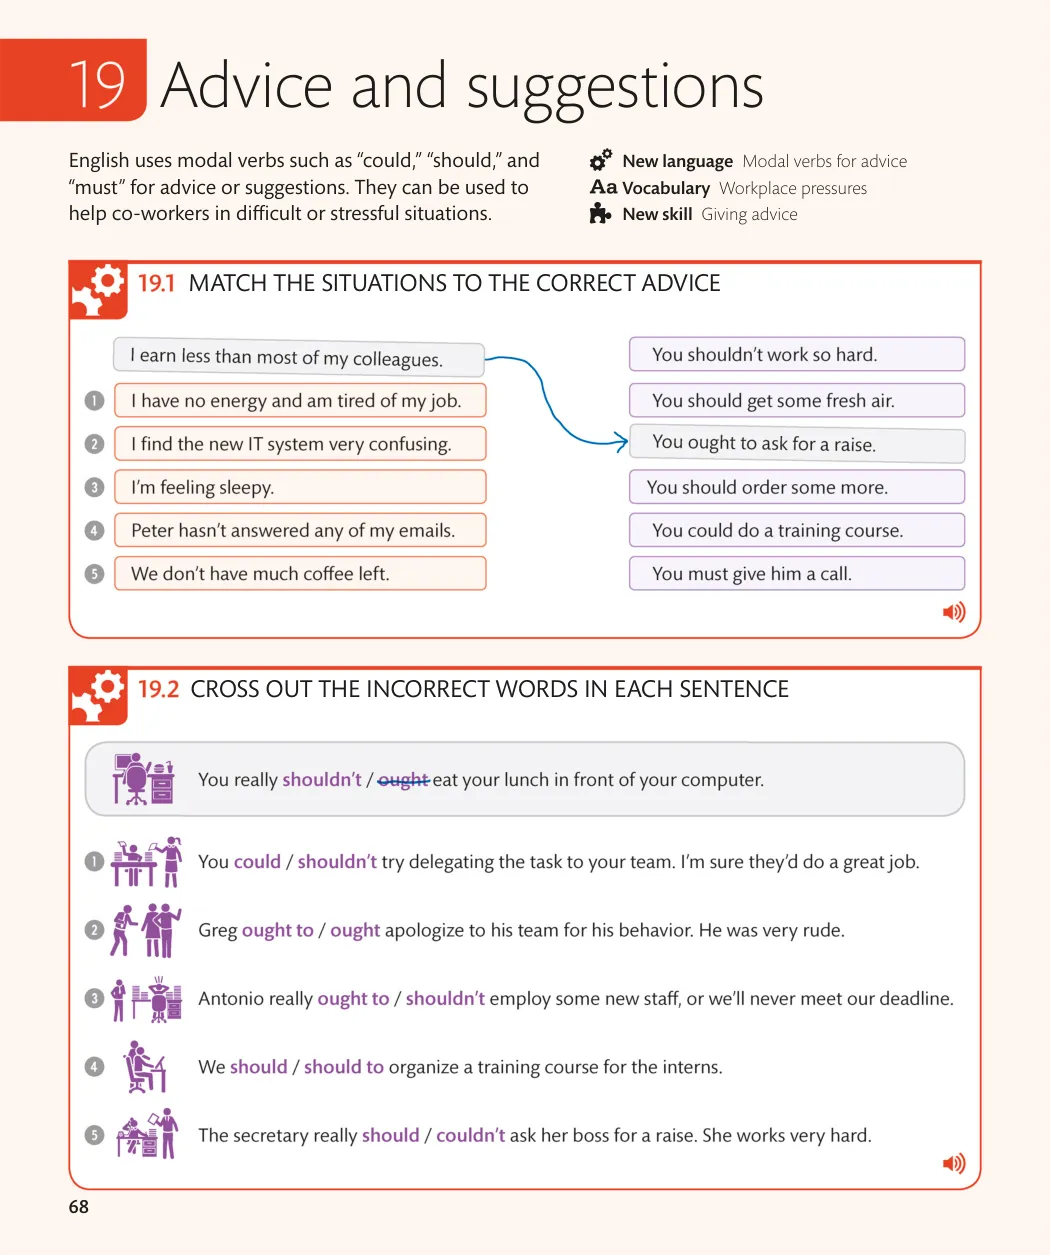 19 Advice and suggestions
English uses modal verbs such as “could,” “should,” and
“must” for advice or suggestions. They can be used to
help co-workers in difficult or stressful situations.
New language Modal verbs for advice
Aa Vocabulary Workplace pressures
New skill Giving advice
19.1 MATCH THE SITUATIONS TO THE CORRECT ADVICE
I earn less than most of my colleagues.
1 I have no energy and am tired of my job.
2 I find the new IT system very confusing.
3 I’m feeling sleepy.
4 Peter hasn’t answered any of my emails.
5 We don’t have much coffee left.
You shouldn’t work so hard.
You should get some fresh air.
You ought to ask for a raise.
You should order some more.
You could do a training course.
You must give him a call.
19.2 CROSS OUT THE INCORRECT WORDS IN EACH SENTENCE
You really shouldn’t / ought eat your lunch in front of your computer.
1 You could / shouldn’t try delegating the task to your team. I’m sure they’d do a great job.
2 Greg ought to / ought apologize to his team for his behavior. He was very rude.
3 Antonio really ought to / shouldn’t employ some new staff, or we’ll never meet our deadline.
4 We should / should to organize a training course for the interns.
5 The secretary really should / couldn’t ask her boss for a raise. She works very hard.
68